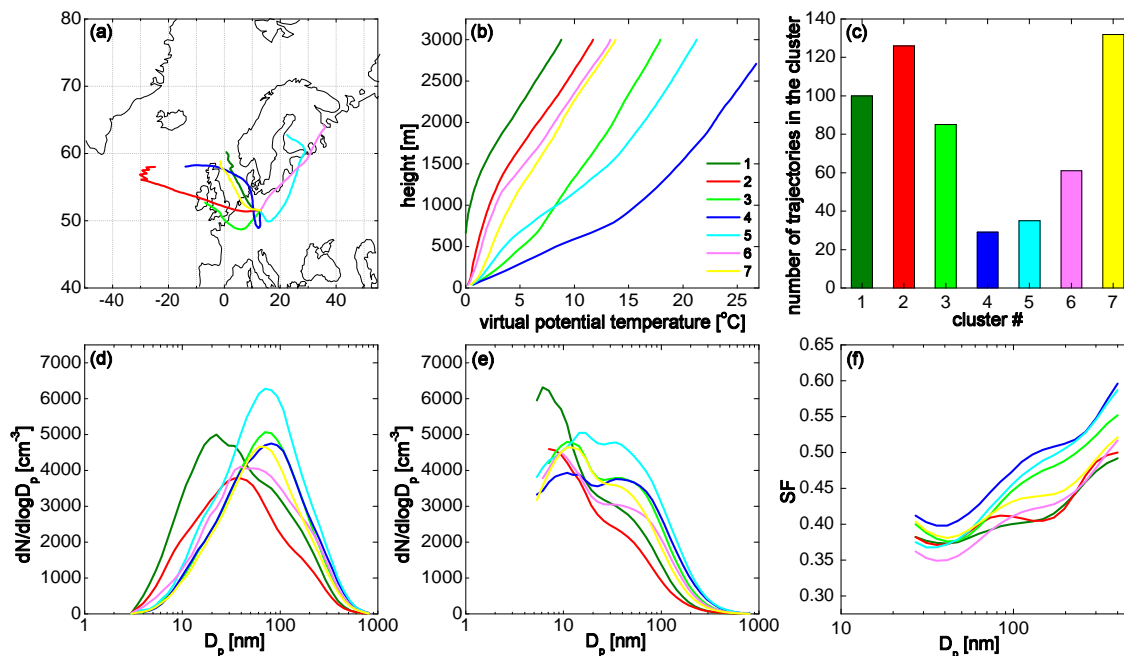 (a)
80
70
60
50
40
-40 -20 0 20 40
(b)
3000
2500
2000
1500
1000
500
0
height [m]
1
2
3
4
5
6
7
0 5 10 15 20 25
virtual potential temperature [°C]
(c)
140
120
100
80
60
40
20
0
number of trajectories in the cluster
1 2 3 4 5 6 7
cluster #
(d)
7000
6000
5000
4000
3000
2000
1000
0
dN/dlogDp [cm-3]
1 10 100 1000
Dp [nm]
(e)
7000
6000
5000
4000
3000
2000
1000
0
dN/dlogDp [cm-3]
1 10 100 1000
Dp [nm]
(f)
0.65
0.60
0.55
0.50
0.45
0.40
0.35
0.30
SF
10 100
Dp [nm]